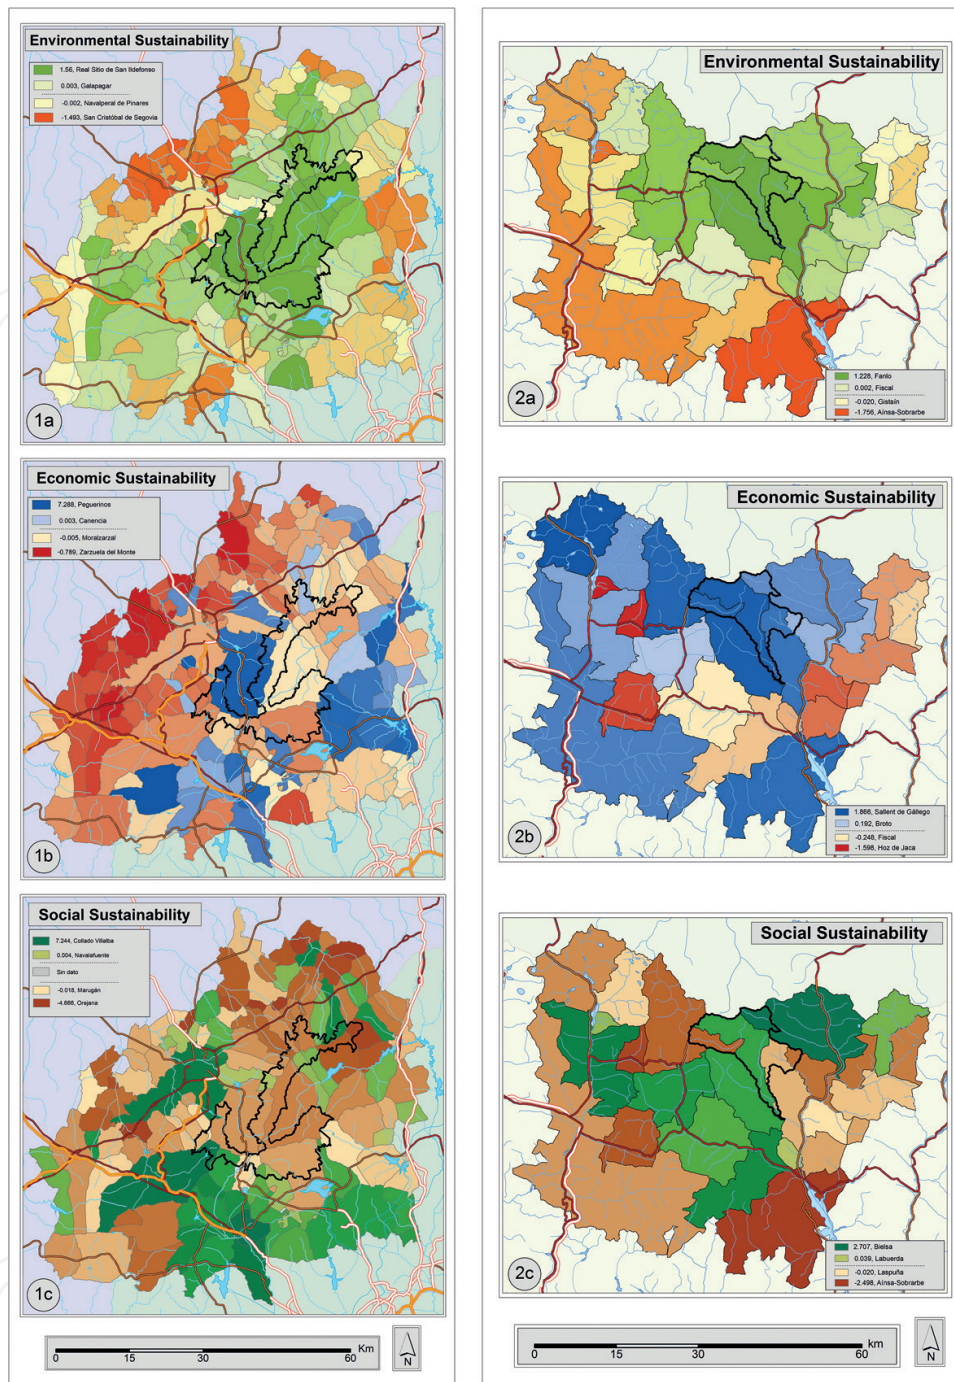 Environmental Sustainability
1.56, Real Sitio de San Ildefonso
0.003, Galapagar
-0.002, Navalperal de Pinares
-1.493, San Cristóbal de Segovia
1a
Economic Sustainability
7.288, Peguerinos
0.003, Canencia
-0.005, Moralzarzal
-0.789, Zarzuela del Monte
1b
Social Sustainability
7.244, Collado Villalba
0.004, Navalafuente
Sin dato
-0.018, Marugán
-4.668, Orejana
1c
0 15 30 60 Km
N
Environmental Sustainability
1.228, Fanlo
0.002, Fiscal
-0.020, Gistaín
-1.756, Aínsa-Sobrarbe
2a
Economic Sustainability
1.866, Sallent de Gállego
0.192, Broto
-0.248, Fiscal
-1.598, Hoz de Jaca
2b
Social Sustainability
2.707, Bielsa
0.039, Labuerda
-0.020, Laspuña
-2.498, Aínsa-Sobrarbe
2c
km
0 15 30 60
N